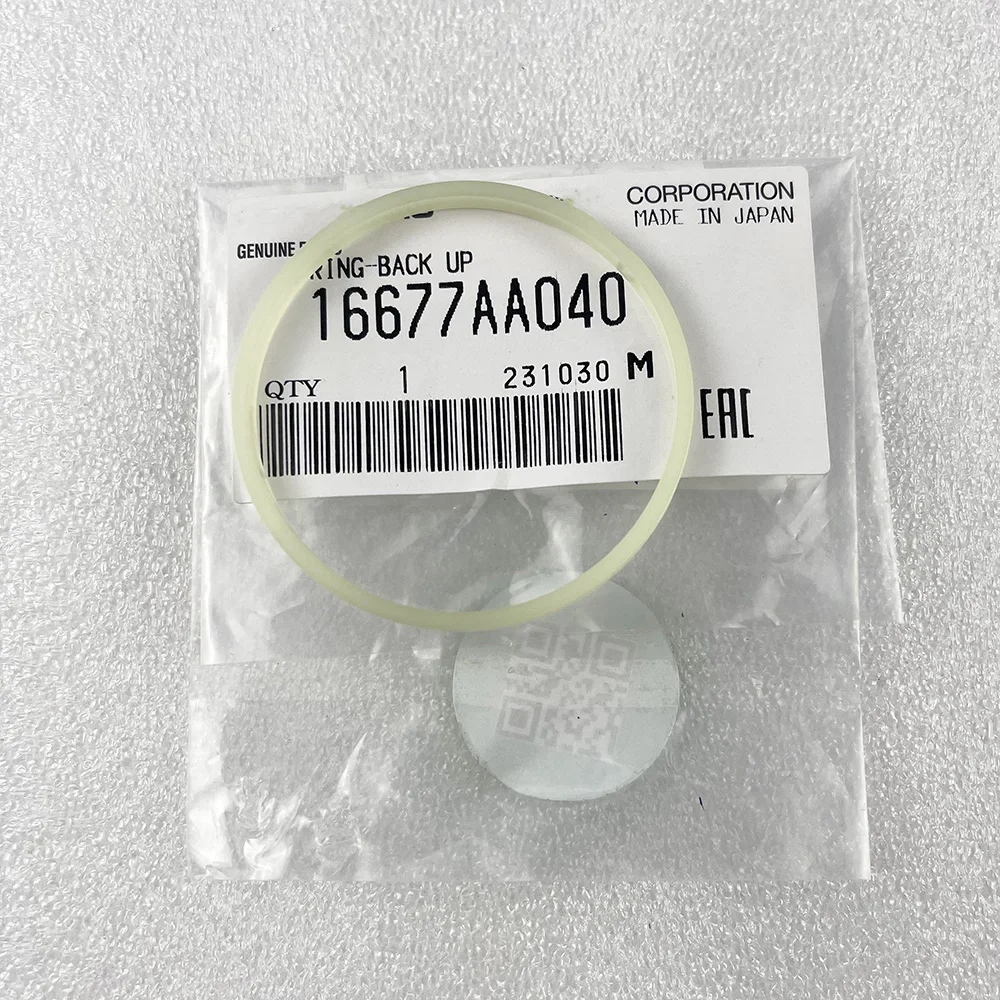 CORPORATION
MADE IN JAPAN
GENUINE
RING-BACK UP
16677AA040
QTY 1 231030 M
EAC